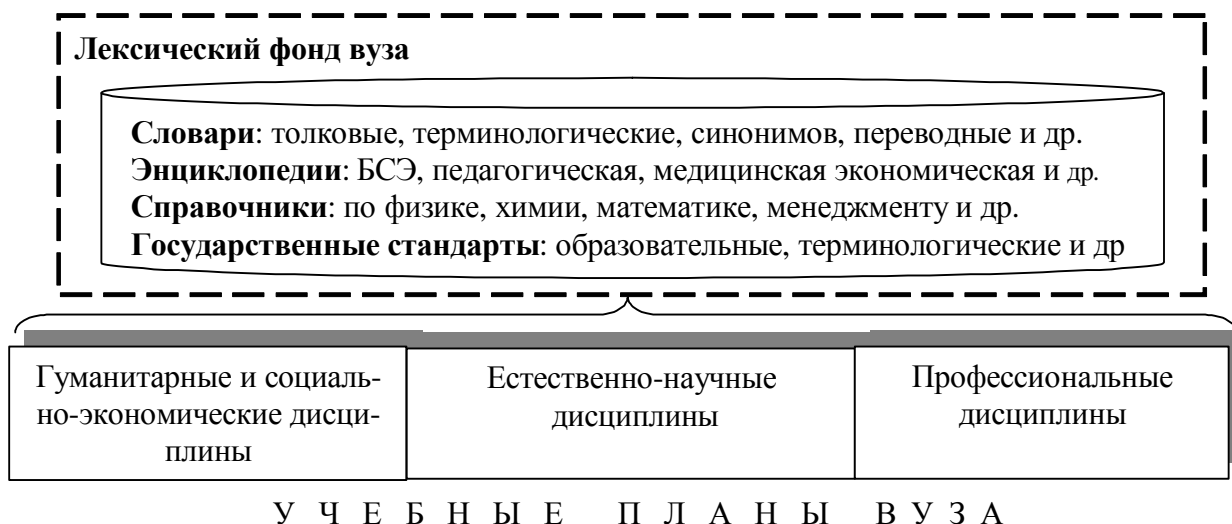 Лексический фонд вуза
Словари: толковые, терминологические, синонимов, переводные и др.
Энциклопедии: БСЭ, педагогическая, медицинская экономическая и др.
Справочники: по физике, химии, математике, менеджменту и др.
Государственные стандарты: образовательные, терминологические и др
Гуманитарные и социаль-
но-экономические дисци-
плины
Естественно-научные
дисциплины
Профессиональные
дисциплины
У Ч Е Б Н Ы Е П Л А Н Ы В У З А